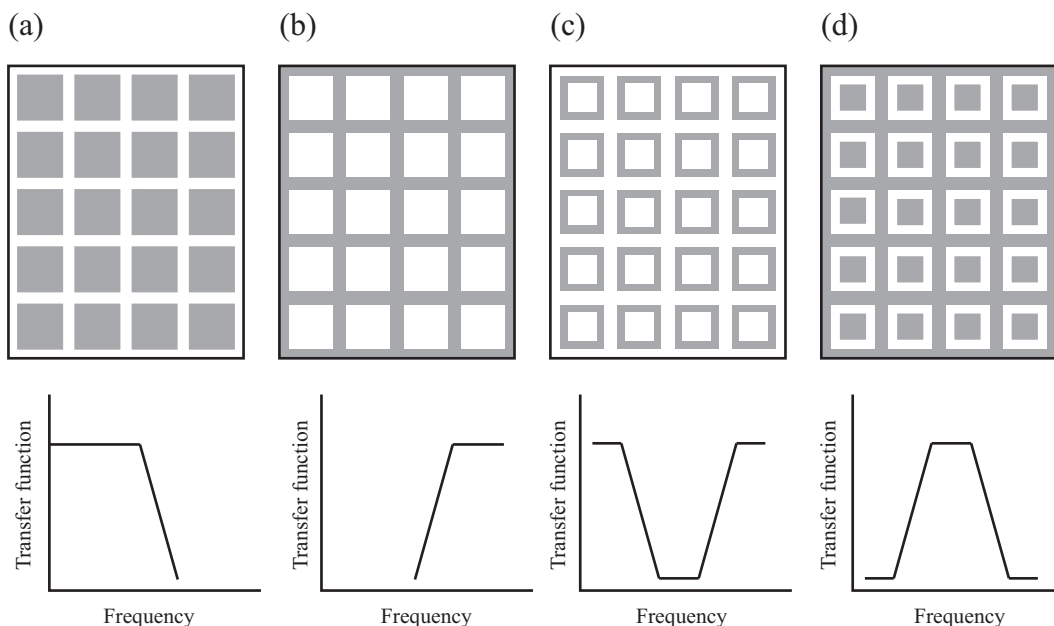 (a)
(b)
(c)
(d)
Transfer function
Frequency
Transfer function
Frequency
Transfer function
Frequency
Transfer function
Frequency